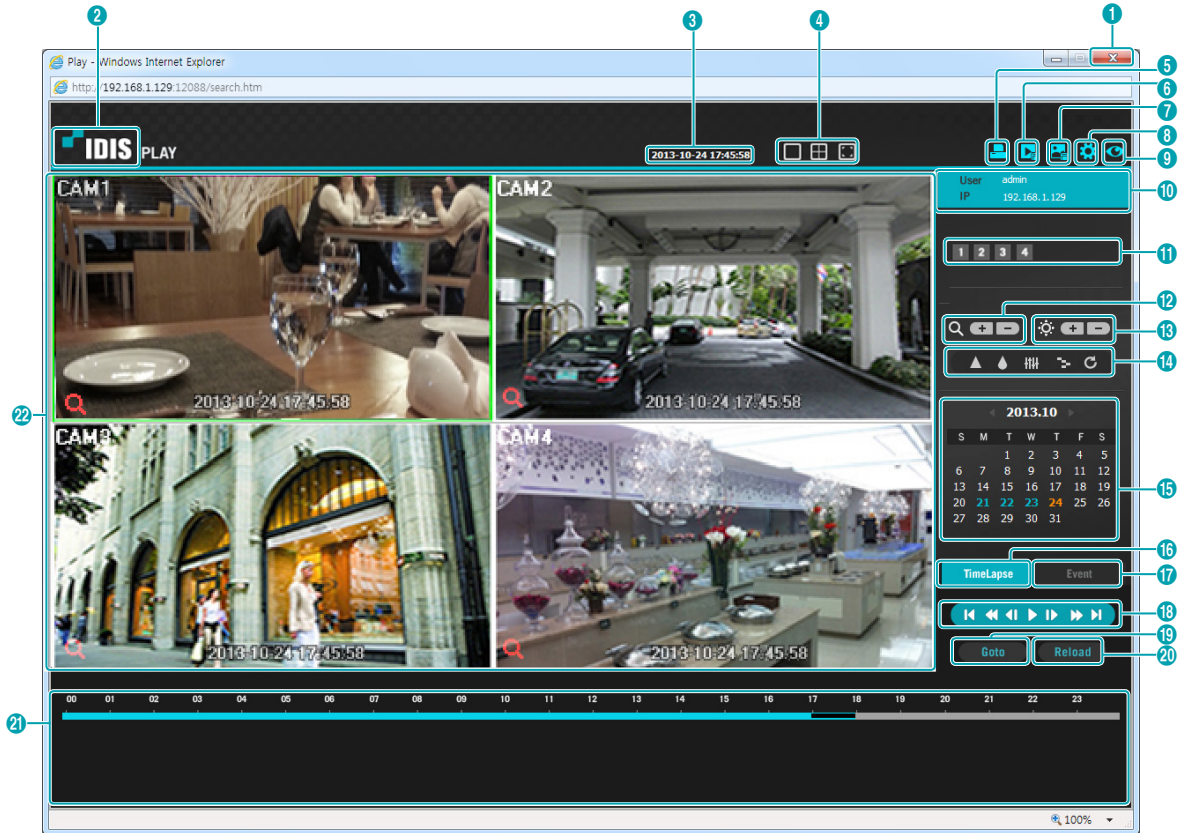 2 3 4 1
Play - Windows Internet Explorer
5
http://192.168.1.129:12088/search.htm
6
7
IDIS PLAY
2013-10-24 17:45:58
8
9
CAM1
CAM2
User admin
IP 192.168.1.129
10
1 2 3 4
11
12
13
14
2013-10-24 17:45:58
2013-10-24 17:45:58
22
CAM3
CAM4
2013.10
S M T W T F S
1 2 3 4 5
6 7 8 9 10 11 12
13 14 15 16 17 18 19
20 21 22 23 24 25 26
27 28 29 30 31
15
16
TimeLapse Event
17
18
19
2013-10-24 17:45:58
2013-10-24 17:45:58
Goto Reload
20
00 01 02 03 04 05 06 07 08 09 10 11 12 13 14 15 16 17 18 19 20 21 22 23
21
100%